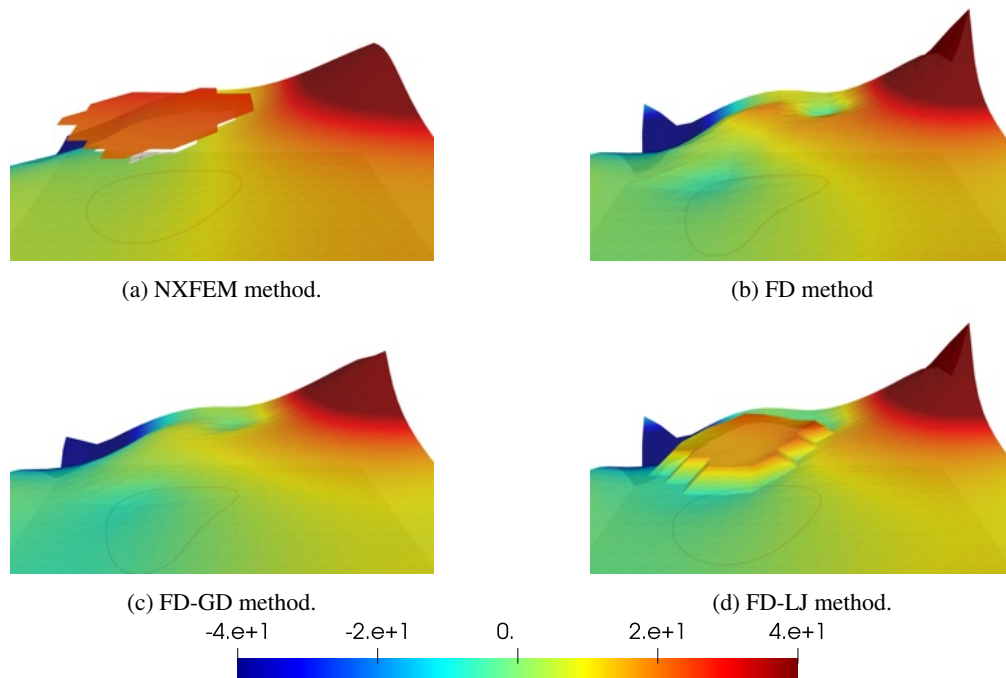 (a) NXFEM method.
(b) FD method
(c) FD-GD method.
(d) FD-LJ method.
-4.e+1 -2.e+1 0. 2.e+1 4.e+1